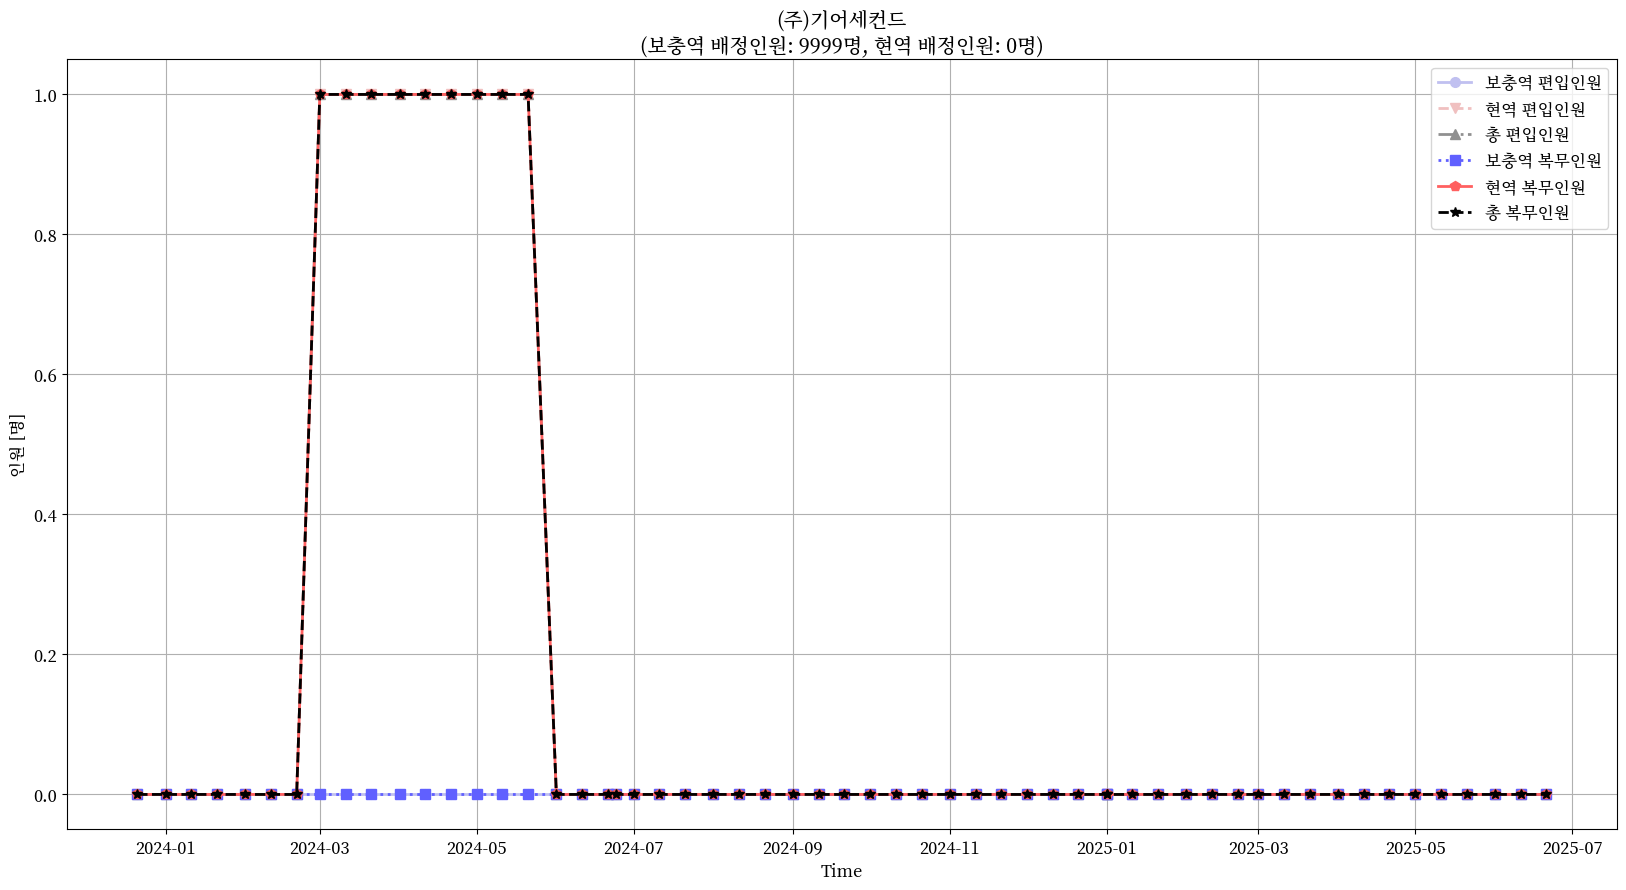 (주)기어세컨드
(보충역 배정인원: 9999명, 현역 배정인원: 0명)
보충역 편입인원
현역 편입인원
총 편입인원
보충역 복무인원
현역 복무인원
총 복무인원
인원 [명]
1.0
0.8
0.6
0.4
0.2
0.0
2024-01 2024-03 2024-05 2024-07 2024-09 2024-11 2025-01 2025-03 2025-05 2025-07
Time